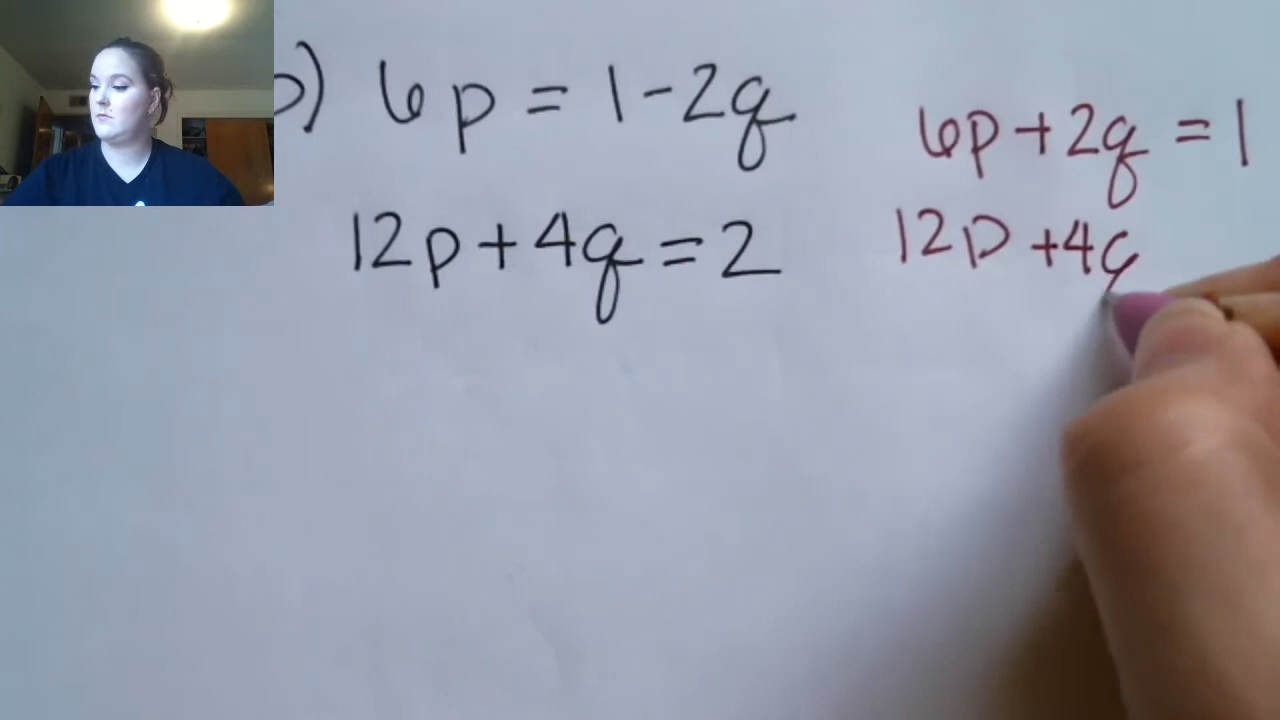 b) 6p = 1 - 2q
12p + 4q = 2
6p + 2q = 1
12p + 4q